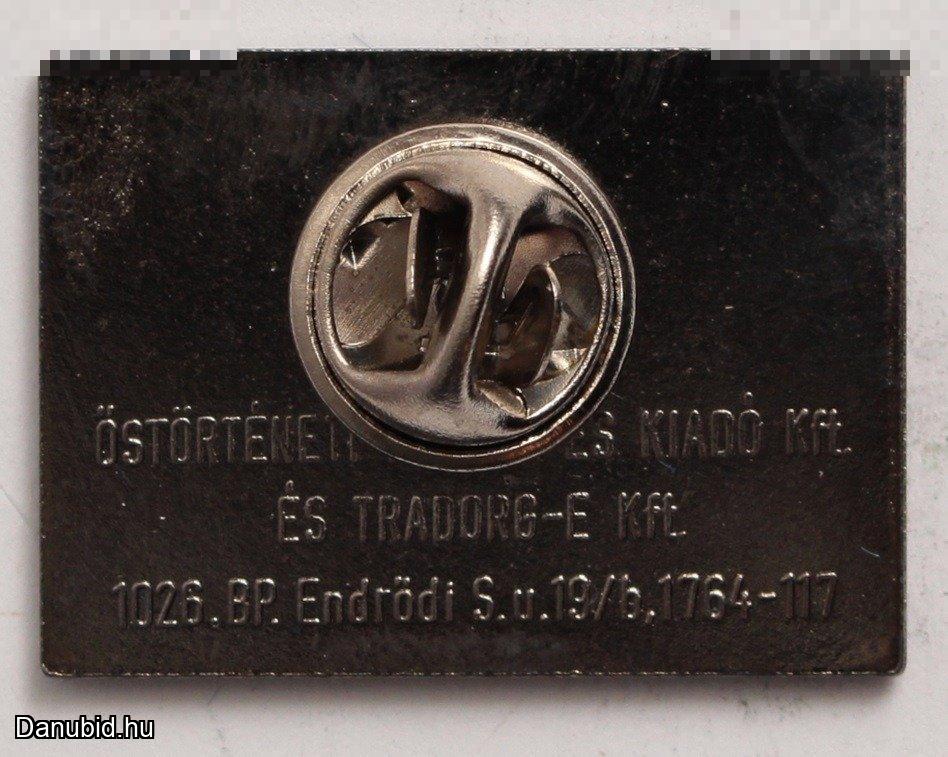 ŐSTÖRTÉNETI ÉS KIADÓ Kft.
ÉS TRADORG-E Kft.
1026. BP. Endrődi S.u.19/b,1764-117
Danubid.hu